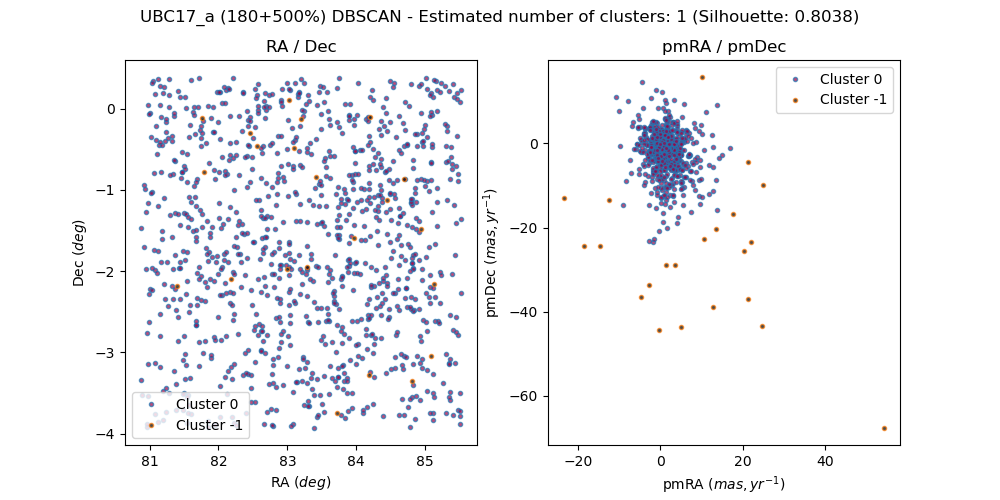 UBC17_a (180+500%) DBSCAN - Estimated number of clusters: 1 (Silhouette: 0.8038)
RA / Dec
0
−1
−2
−3
−4
Dec (deg)
Cluster 0
Cluster -1
81 82 83 84 85
RA (deg)
pmRA / pmDec
0
−20
−40
−60
pmDec (mas, yr⁻¹)
Cluster 0
Cluster -1
−20 0 20 40
pmRA (mas, yr⁻¹)